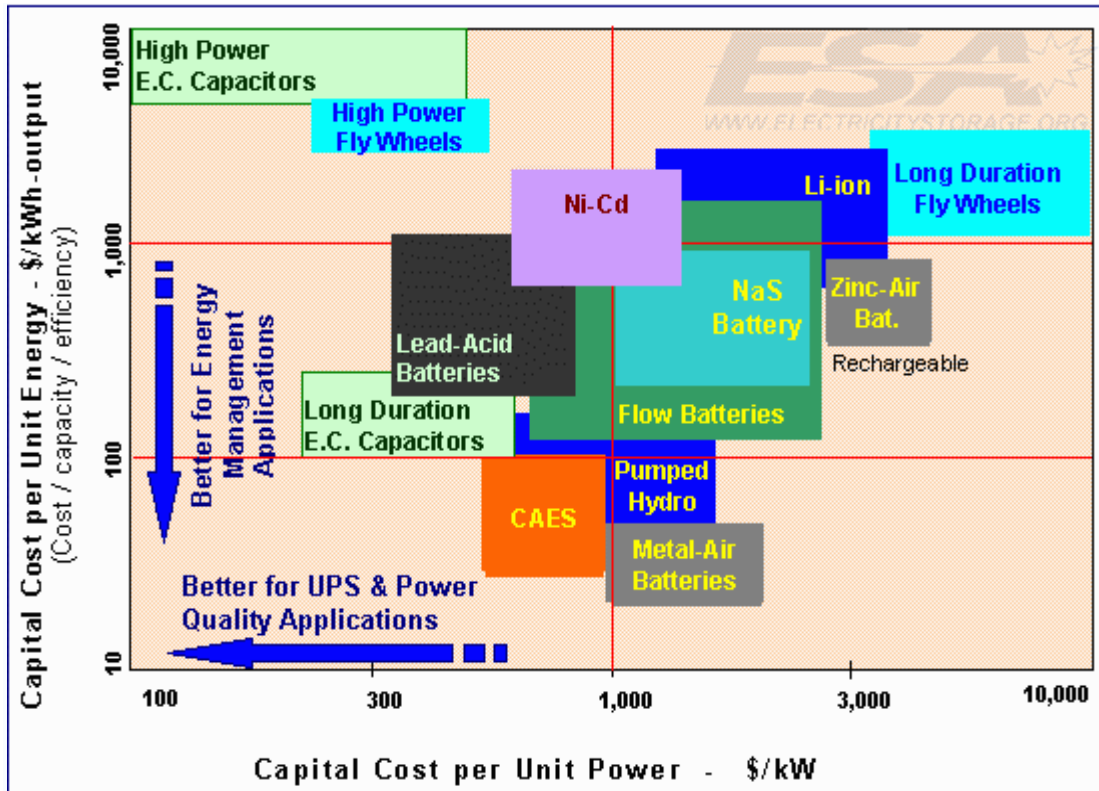 10,000
1,000
100
10
Capital Cost per Unit Energy - $/kWh-output
(Cost / capacity / efficiency)
High Power
E.C. Capacitors
High Power
Fly Wheels
ESA
WWW.ELECTRICITYSTORAGE.ORG
Ni-Cd
Li-ion
Long Duration
Fly Wheels
NaS
Battery
Zinc-Air
Bat.
Rechargeable
Lead-Acid
Batteries
Flow Batteries
Long Duration
E.C. Capacitors
Better for Energy
Management
Applications
Pumped
Hydro
CAES
Metal-Air
Batteries
Better for UPS & Power
Quality Applications
100
300
1,000
3,000
10,000
Capital Cost per Unit Power - $/kW